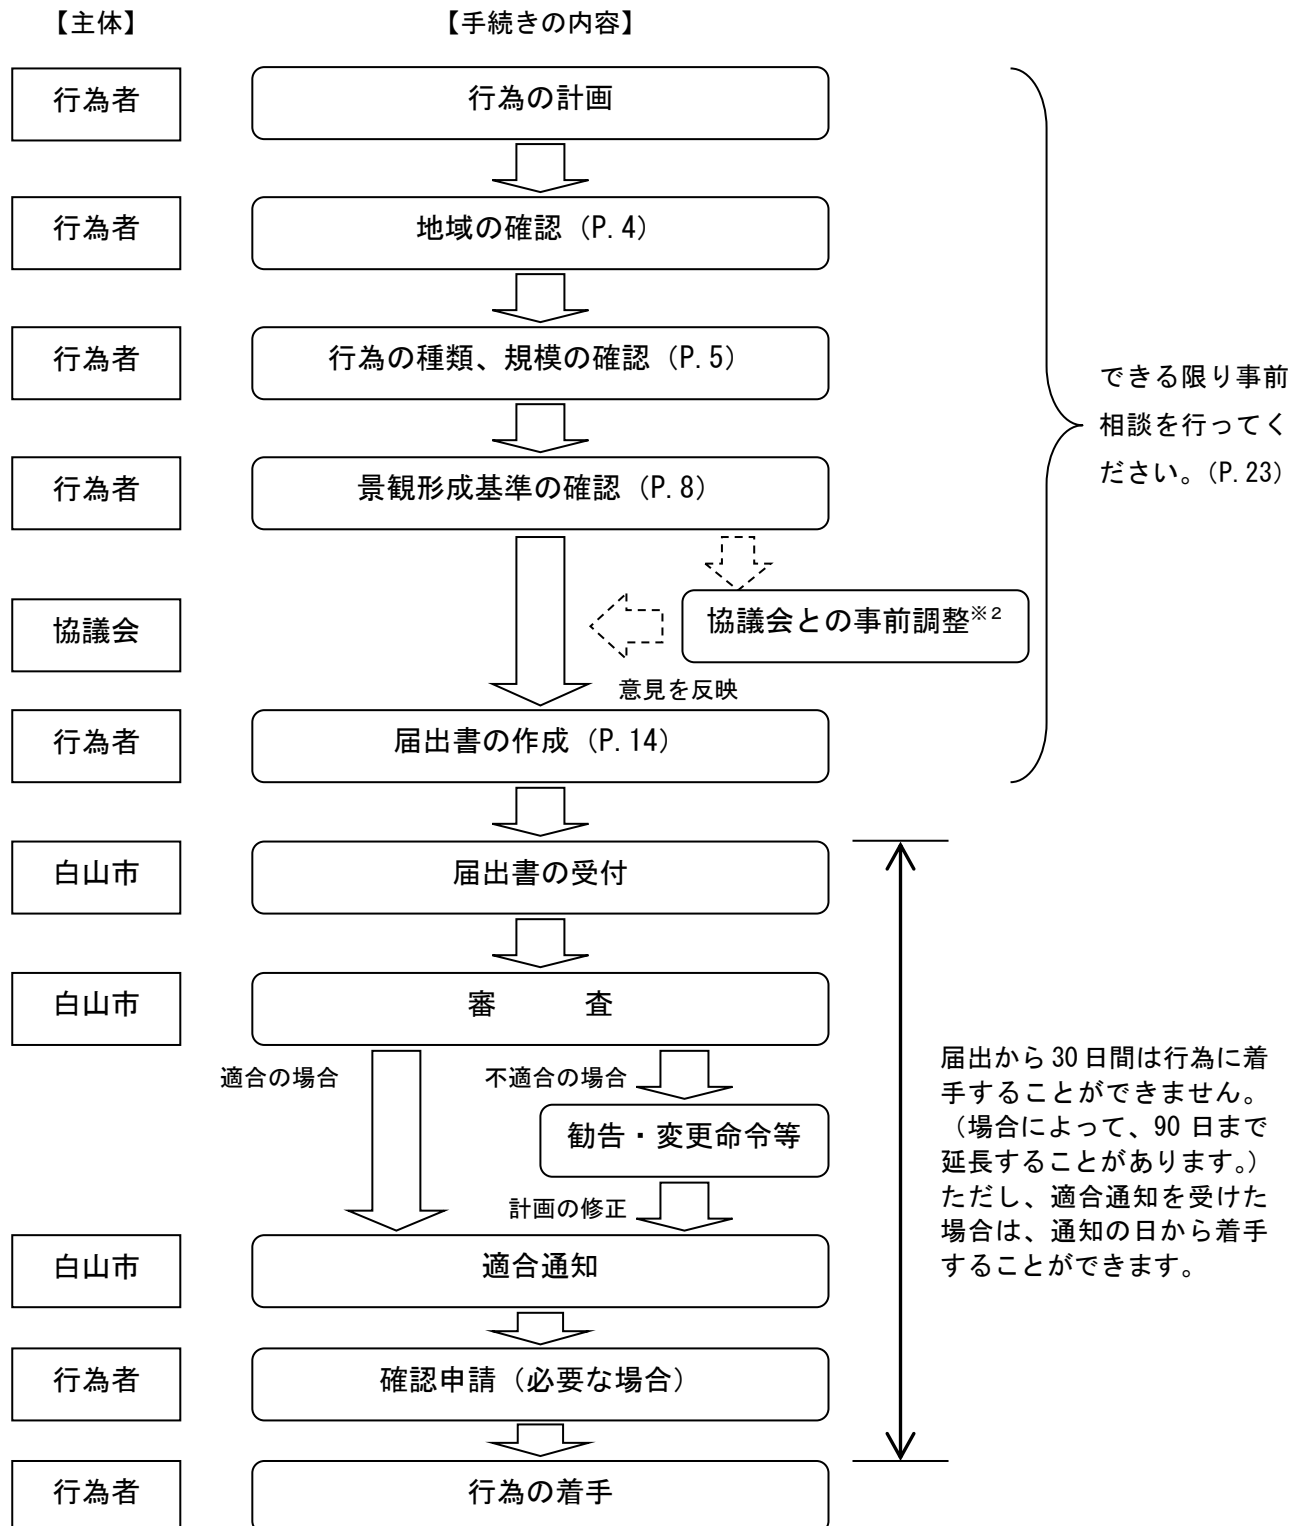 【主体】 【手続きの内容】
行為者 行為の計画
行為者 地域の確認（P.4）
行為者 行為の種類、規模の確認（P.5）
できる限り事前
相談を行ってく
ださい。（P.23）
行為者 景観形成基準の確認（P.8）
協議会 協議会との事前調整※2
意見を反映
行為者 届出書の作成（P.14）
白山市 届出書の受付
白山市 審　　　査
適合の場合 不適合の場合
勧告・変更命令等
計画の修正
届出から30日間は行為に着
手することができません。
（場合によって、90日まで
延長することがあります。）
ただし、適合通知を受けた
場合は、通知の日から着手
することができます。
白山市 適合通知
行為者 確認申請（必要な場合）
行為者 行為の着手